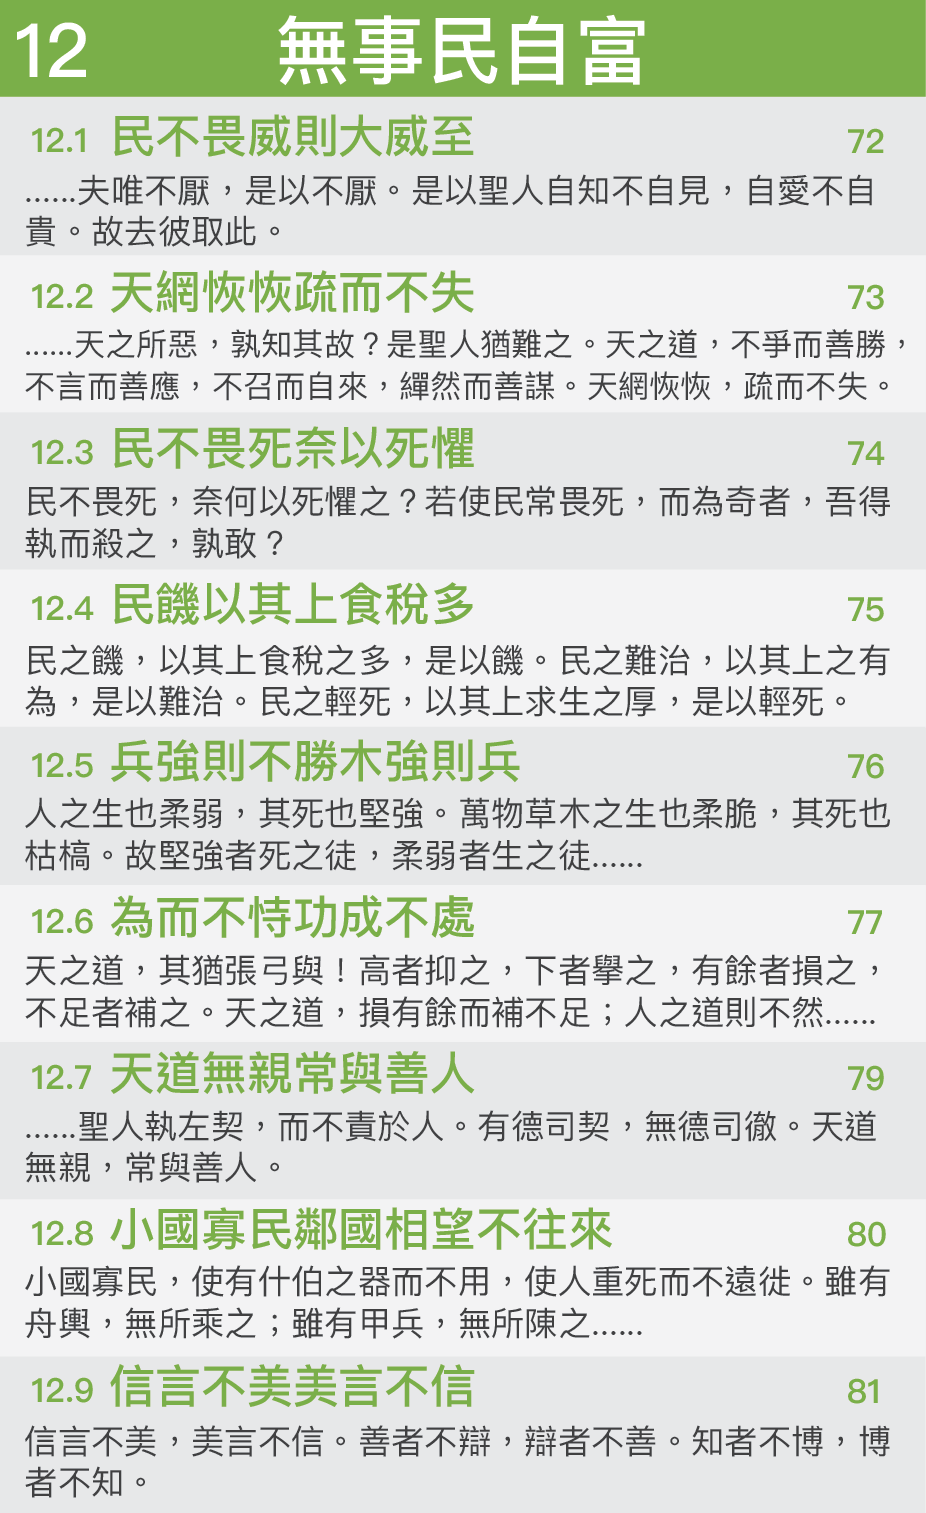 12 無事民自富
12.1 民不畏威則大威至 72
......夫唯不厭，是以不厭。是以聖人自知不自見，自愛不自
貴。故去彼取此。
12.2 天網恢恢疏而不失 73
......天之所惡，孰知其故？是聖人猶難之。天之道，不爭而善勝，
不言而善應，不召而自來，繟然而善謀。天網恢恢，疏而不失。
12.3 民不畏死奈以死懼 74
民不畏死，奈何以死懼之？若使民常畏死，而為奇者，吾得
執而殺之，孰敢？
12.4 民饑以其上食稅多 75
民之饑，以其上食稅之多，是以饑。民之難治，以其上之有
為，是以難治。民之輕死，以其上求生之厚，是以輕死。
12.5 兵強則不勝木強則兵 76
人之生也柔弱，其死也堅強。萬物草木之生也柔脆，其死也
枯槁。故堅強者死之徒，柔弱者生之徒......
12.6 為而不恃功成不處 77
天之道，其猶張弓與！高者抑之，下者舉之，有餘者損之，
不足者補之。天之道，損有餘而補不足；人之道則不然......
12.7 天道無親常與善人 79
......聖人執左契，而不責於人。有德司契，無德司徹。天道
無親，常與善人。
12.8 小國寡民鄰國相望不往來 80
小國寡民，使有什伯之器而不用，使人重死而不遠徙。雖有
舟輿，無所乘之；雖有甲兵，無所陳之......
12.9 信言不美美言不信 81
信言不美，美言不信。善者不辯，辯者不善。知者不博，博
者不知。